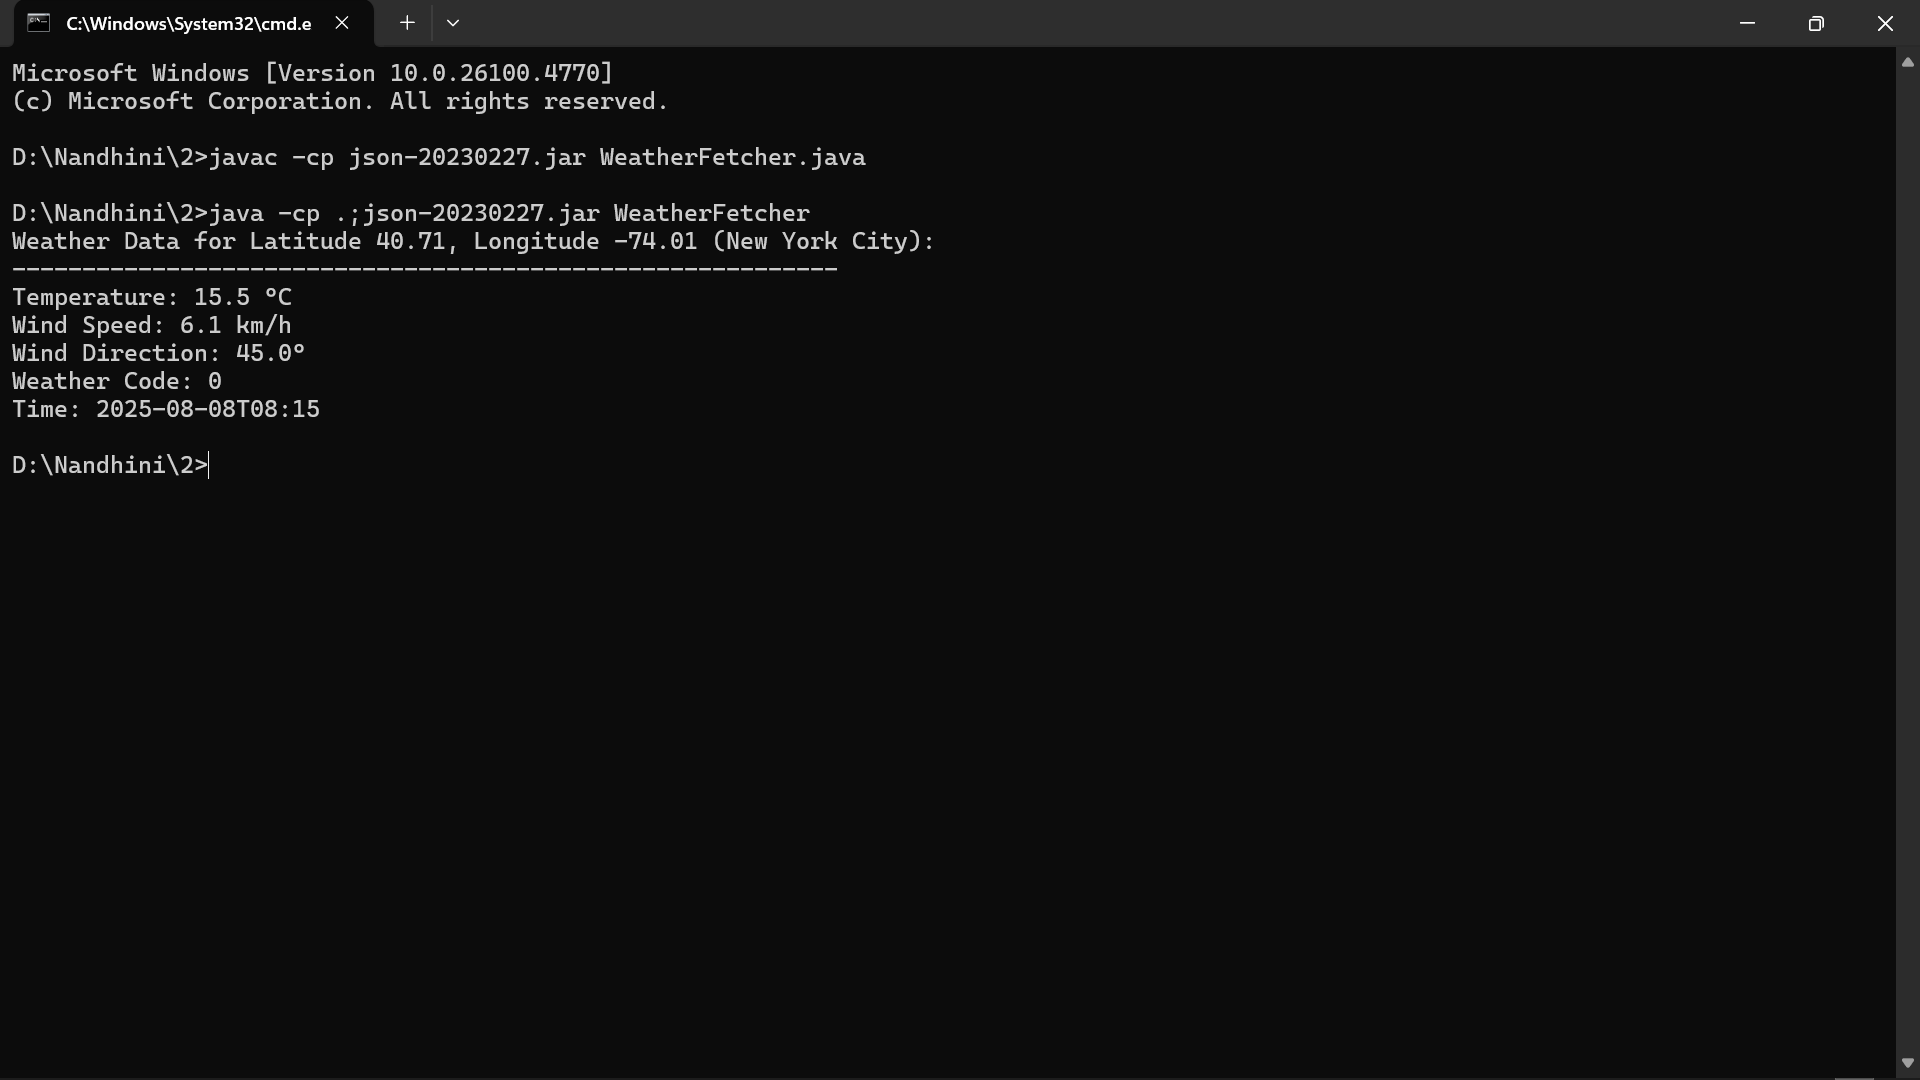 C:\Windows\System32\cmd.e
Microsoft Windows [Version 10.0.26100.4770]
(c) Microsoft Corporation. All rights reserved.
D:\Nandhini\2>javac -cp json-20230227.jar WeatherFetcher.java
D:\Nandhini\2>java -cp .;json-20230227.jar WeatherFetcher
Weather Data for Latitude 40.71, Longitude -74.01 (New York City):
-----------------------------------------------------------
Temperature: 15.5 °C
Wind Speed: 6.1 km/h
Wind Direction: 45.0°
Weather Code: 0
Time: 2025-08-08T08:15
D:\Nandhini\2>